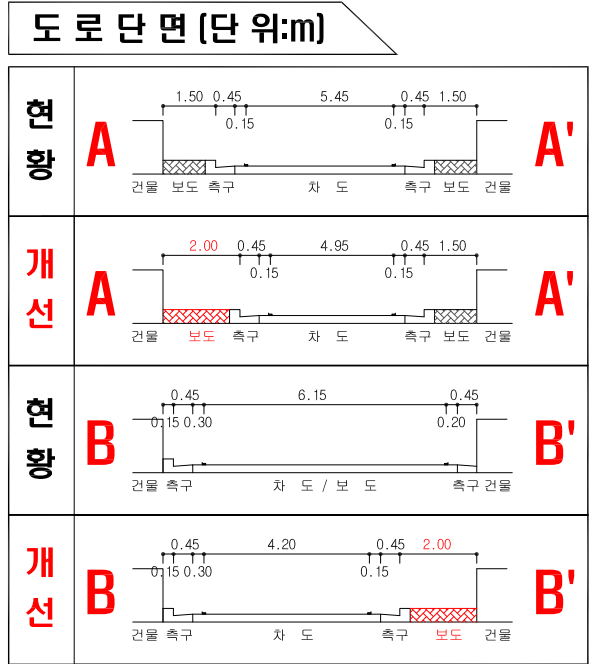 도로단면(단 위:m)
현황
A
1.50 0.45 5.45 0.45 1.50
0.15 0.15
건물 보도 측구 차 도 측구 보도 건물
A'
개선
A
2.00 0.45 4.95 0.45 1.50
0.15 0.15
건물 보도 측구 차 도 측구 보도 건물
A'
현황
B
0.45 6.15 0.45
0.15 0.30 0.20
건물 측구 차 도 / 보 도 측구 건물
B'
개선
B
0.45 4.20 0.45 2.00
0.15 0.30 0.15
건물 측구 차 도 측구 보도 건물
B'